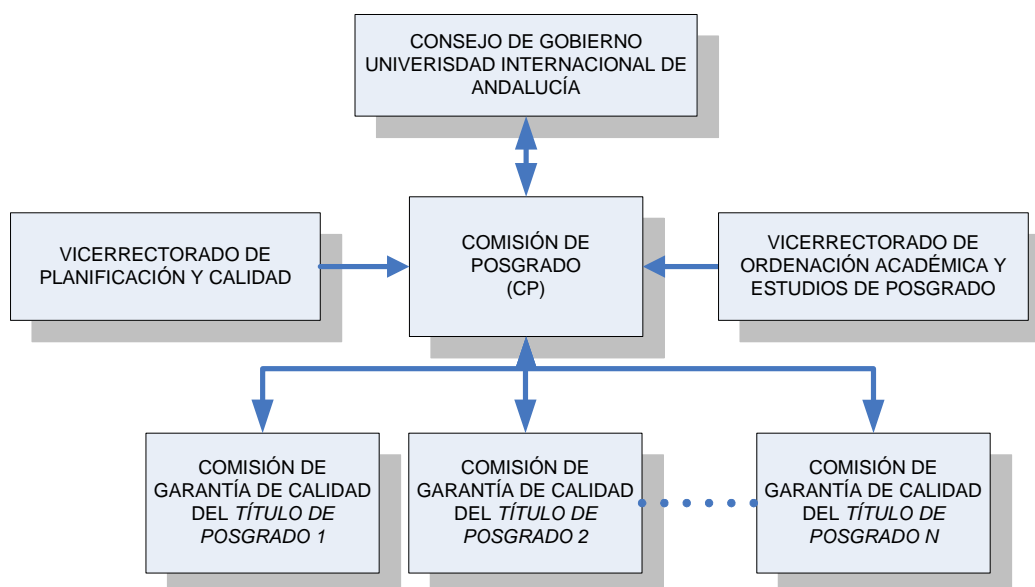 CONSEJO DE GOBIERNO
UNIVERISDAD INTERNACIONAL DE
ANDALUCÍA
VICERRECTORADO DE
PLANIFICACIÓN Y CALIDAD
COMISIÓN DE
POSGRADO
(CP)
VICERRECTORADO DE
ORDENACIÓN ACADÉMICA Y
ESTUDIOS DE POSGRADO
COMISIÓN DE
GARANTÍA DE CALIDAD
DEL TÍTULO DE
POSGRADO 1
COMISIÓN DE
GARANTÍA DE CALIDAD
DEL TÍTULO DE
POSGRADO 2
COMISIÓN DE
GARANTÍA DE CALIDAD
DEL TÍTULO DE
POSGRADO N